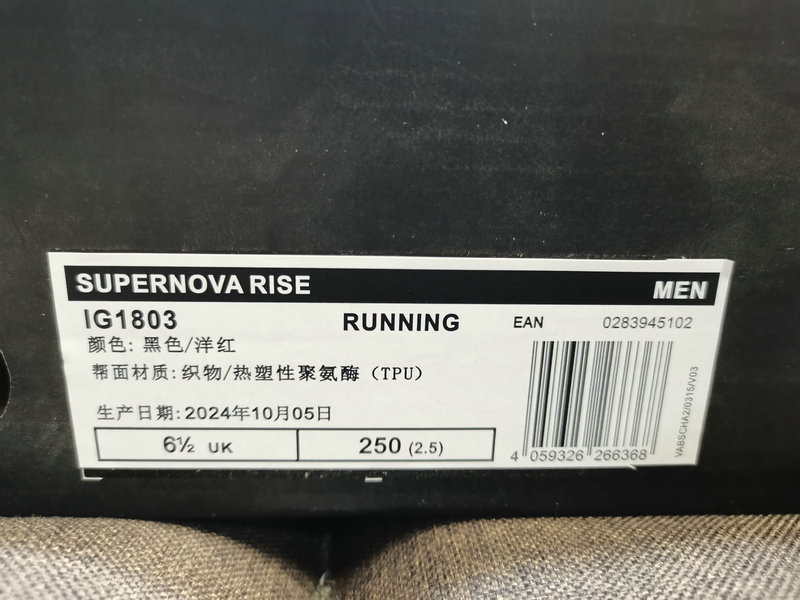 SUPERNOVA RISE MEN
IG1803 RUNNING EAN 0283945102
颜色: 黑色/洋红
帮面材质: 织物/热塑性聚氨酯（TPU）
生产日期: 2024年10月05日
6½ UK 250 (2.5)
4 059326 266368
VABSCHA2/0315/V03